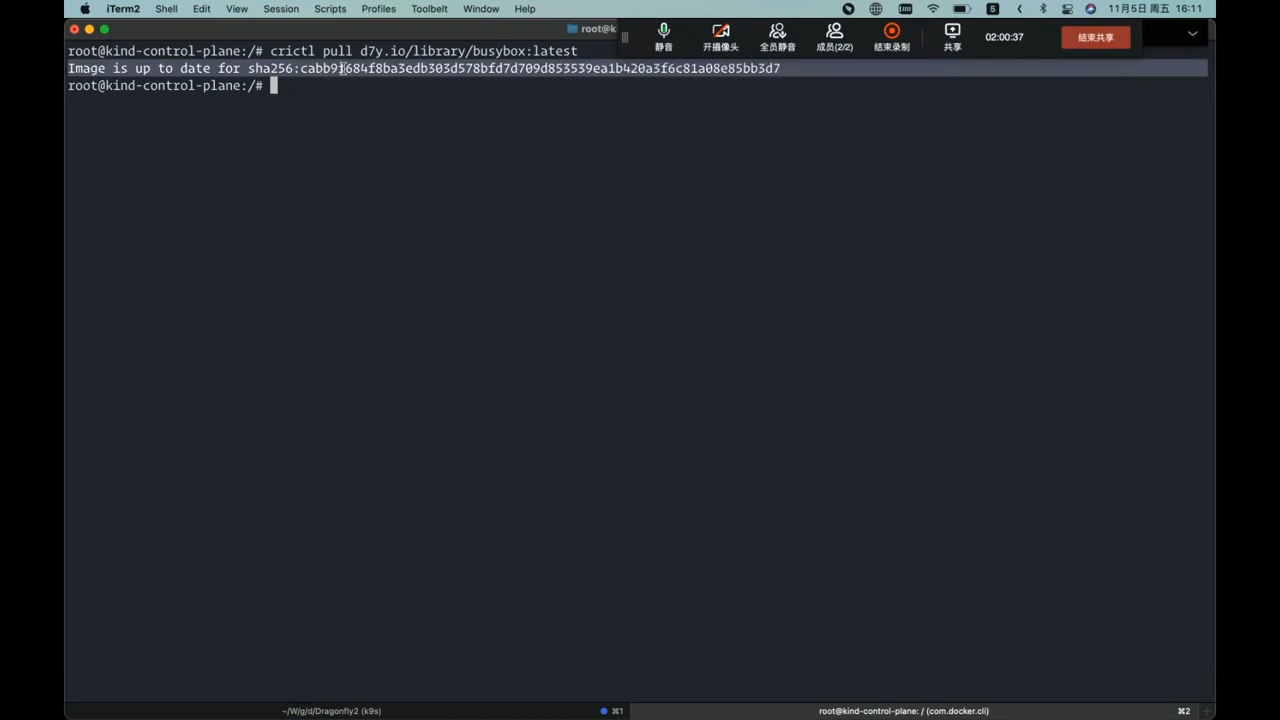 iTerm2 Shell Edit View Session Scripts Profiles Toolbelt Window Help
5
11月5日 周五 16:11
root@k
静音
开摄像头
全员静音
成员(2/2)
结束录制
共享
02:00:37
结束共享
root@kind-control-plane:/# crictl pull d7y.io/library/busybox:latest
Image is up to date for sha256:cabb9 684f8ba3edb303d578bfd7d709d853539ea1b420a3f6c81a08e85bb3d7
root@kind-control-plane:/#
~/W/g/d/Dragonfly2 (k9s)
⌘1
root@kind-control-plane: / (com.docker.cli)
⌘2